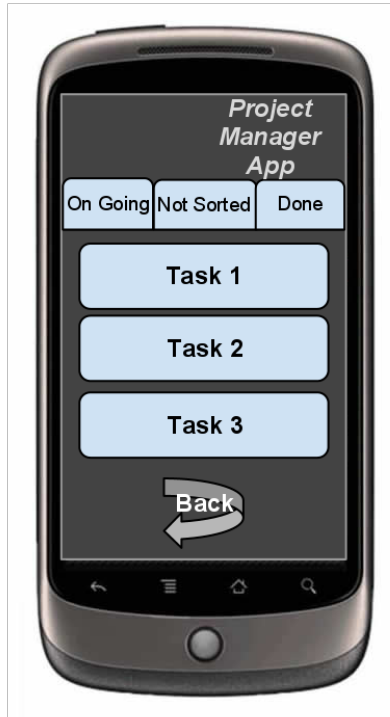 Project
Manager
App
On Going Not Sorted Done
Task 1
Task 2
Task 3
Back